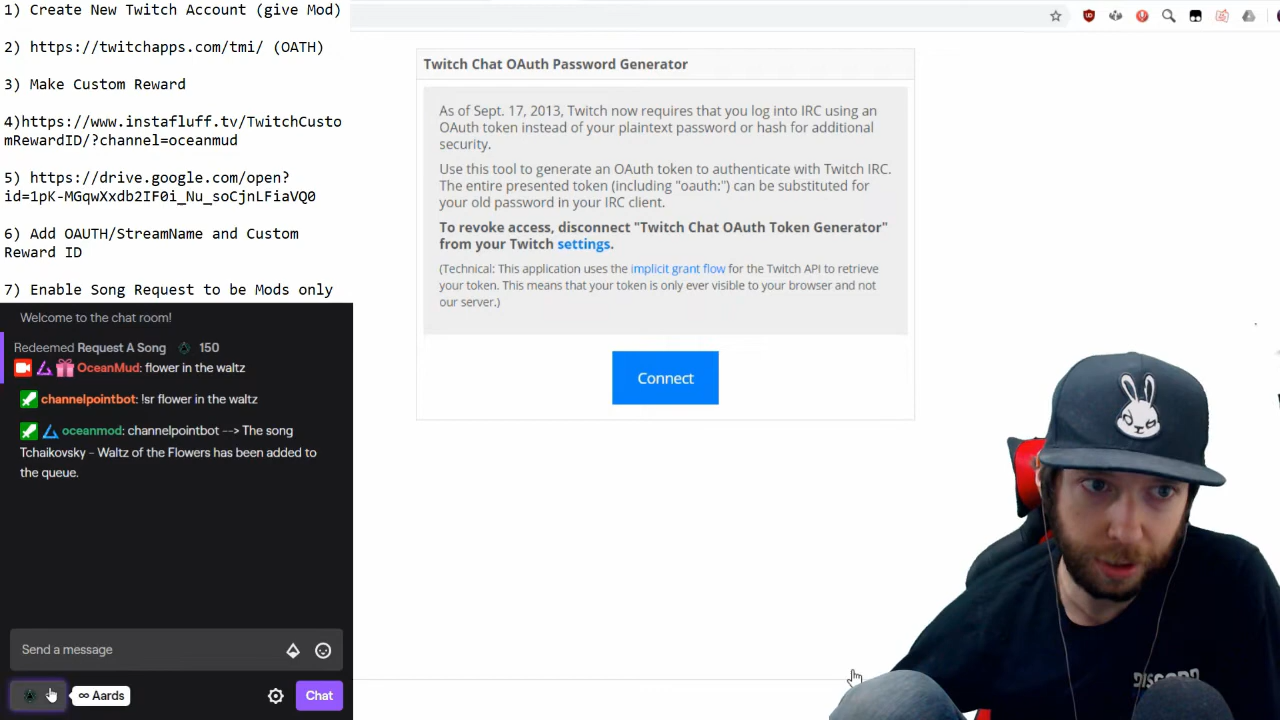 1) Create New Twitch Account (give Mod)
2) https://twitchapps.com/tmi/ (OATH)
3) Make Custom Reward
4)https://www.instafluff.tv/TwitchCusto
mRewardID/?channel=oceanmud
5) https://drive.google.com/open?
id=1pK-MGqwXxdb2IF0i_Nu_soCjnLFiaVQ0
6) Add OAUTH/StreamName and Custom
Reward ID
7) Enable Song Request to be Mods only
Welcome to the chat room!
Redeemed Request A Song 150
OceanMud: flower in the waltz
channelpointbot: !sr flower in the waltz
oceanmod: channelpointbot --> The song
Tchaikovsky - Waltz of the Flowers has been added to
the queue.
Send a message
∞ Aards
Chat
Twitch Chat OAuth Password Generator
As of Sept. 17, 2013, Twitch now requires that you log into IRC using an
OAuth token instead of your plaintext password or hash for additional
security.
Use this tool to generate an OAuth token to authenticate with Twitch IRC.
The entire presented token (including "oauth:") can be substituted for
your old password in your IRC client.
To revoke access, disconnect "Twitch Chat OAuth Token Generator"
from your Twitch settings.
(Technical: This application uses the implicit grant flow for the Twitch API to retrieve
your token. This means that your token is only ever visible to your browser and not
our server.)
Connect
DISCORD